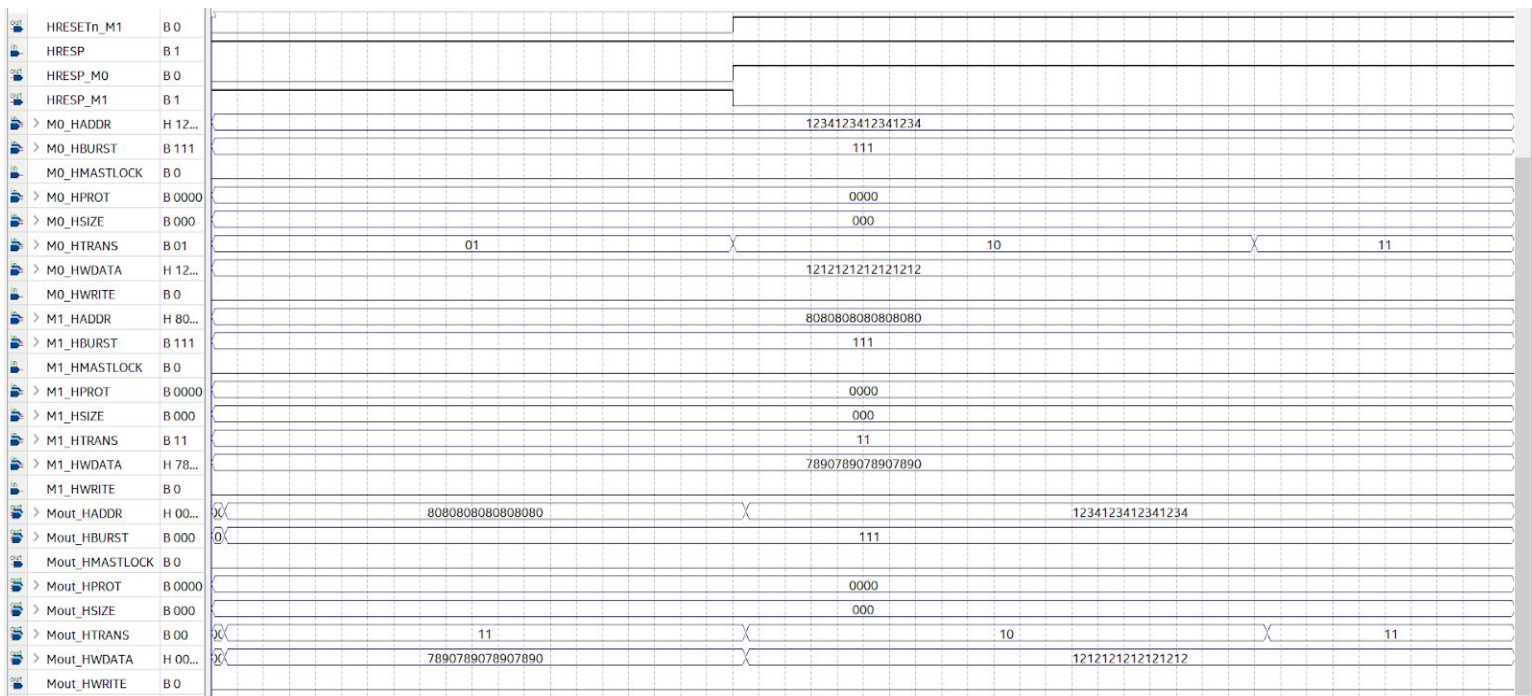 HRESETn_M1 B 0
HRESP B 1
HRESP_M0 B 0
HRESP_M1 B 1
> M0_HADDR H 12... 1234123412341234
> M0_HBURST B 111 111
M0_HMASTLOCK B 0
> M0_HPROT B 0000 0000
> M0_HSIZE B 000 000
> M0_HTRANS B 01 01 10 11
> M0_HWDATA H 12... 1212121212121212
M0_HWRITE B 0
> M1_HADDR H 80... 8080808080808080
> M1_HBURST B 111 111
M1_HMASTLOCK B 0
> M1_HPROT B 0000 0000
> M1_HSIZE B 000 000
> M1_HTRANS B 11 11
> M1_HWDATA H 78... 7890789078907890
M1_HWRITE B 0
> Mout_HADDR H 00... 8080808080808080 1234123412341234
> Mout_HBURST B 000 0 111
Mout_HMASTLOCK B 0
> Mout_HPROT B 0000 0000
> Mout_HSIZE B 000 000
> Mout_HTRANS B 00 11 10 11
> Mout_HWDATA H 00... 7890789078907890 1212121212121212
Mout_HWRITE B 0